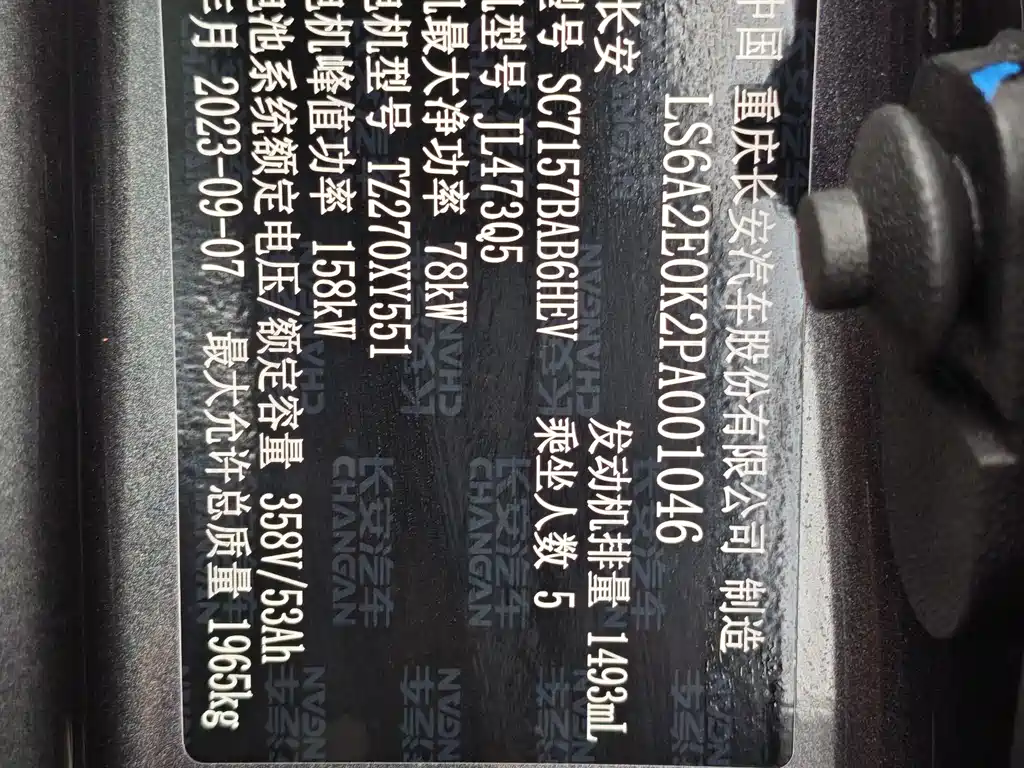 中国 重庆长安汽车股份有限公司 制造
LS6A2E0K2PA001046
长安 发动机排量 1493mL
型号 SC7157BAB6HEV 乘坐人数 5
机型号 JL473Q5
机最大净功率 78kW
电机型号 TZ270XY551
电机峰值功率 158kW
电池系统额定电压/额定容量 358V/53Ah
年月 2023-09-07 最大允许总质量 1965kg